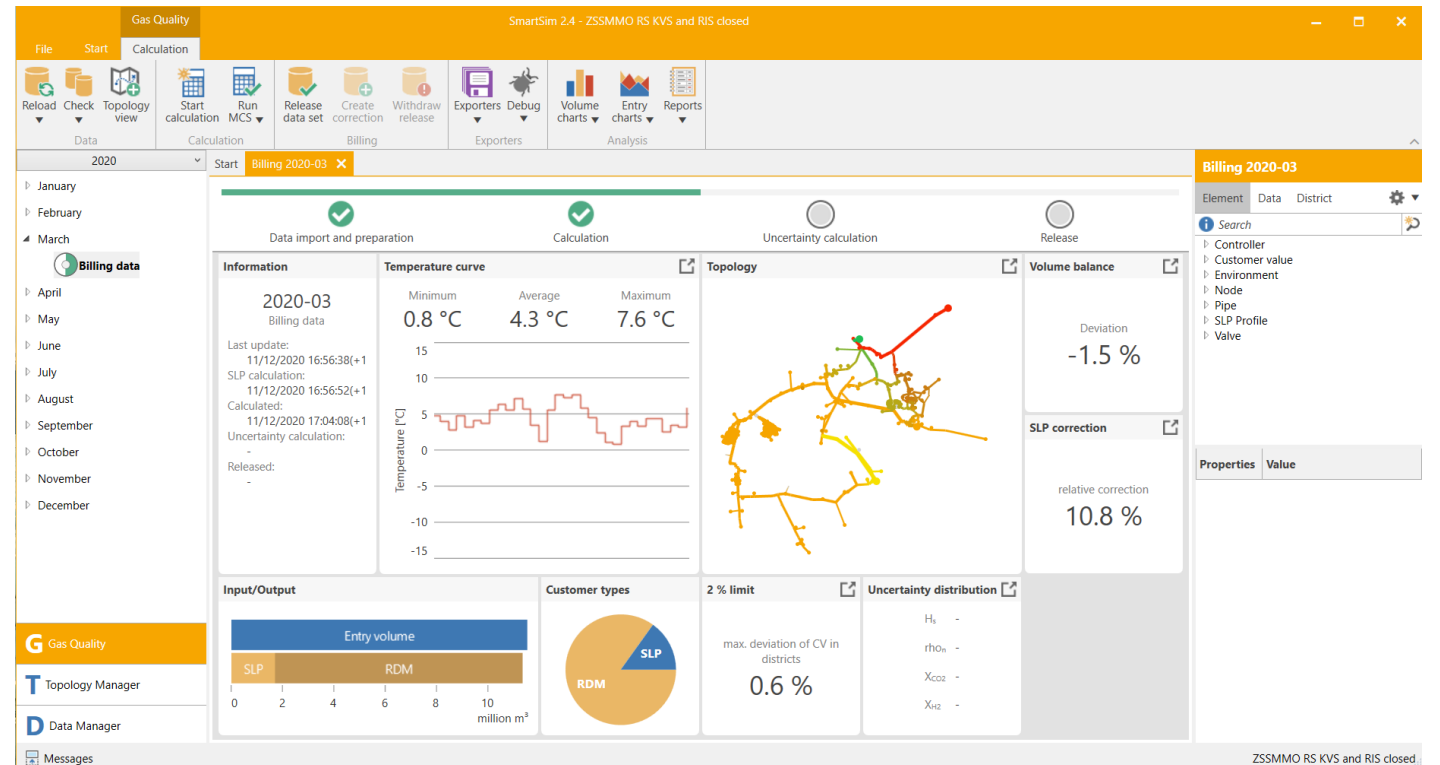 Gas Quality
SmartSim 2.4 - ZSSMMO RS KVS and RIS closed
File Start Calculation
Reload Check Topology view Start calculation Run MCS Release data set Create correction Withdraw release Exporters Debug Volume charts Entry charts Reports
Data Calculation Billing Exporters Analysis
2020
January
February
March
Billing data
April
May
June
July
August
September
October
November
December
G Gas Quality
T Topology Manager
D Data Manager
Start Billing 2020-03
Data import and preparation Calculation Uncertainty calculation Release
Information
2020-03
Billing data
Last update:
11/12/2020 16:56:38(+1
SLP calculation:
11/12/2020 16:56:52(+1
Calculated:
11/12/2020 17:04:08(+1
Uncertainty calculation:
-
Released:
-
Temperature curve
Minimum Average Maximum
0.8 °C 4.3 °C 7.6 °C
Temperature [°C]
15
10
5
0
-5
-10
-15
Topology
Volume balance
Deviation
-1.5 %
SLP correction
relative correction
10.8 %
Input/Output
Entry volume
SLP RDM
0 2 4 6 8 10
million m³
Customer types
SLP
RDM
2 % limit
max. deviation of CV in
districts
0.6 %
Uncertainty distribution
Hₛ -
rhoₙ -
X_CO2 -
X_H2 -
Billing 2020-03
Element Data District
Search
Controller
Customer value
Environment
Node
Pipe
SLP Profile
Valve
Properties Value
Messages
ZSSMMO RS KVS and RIS closed